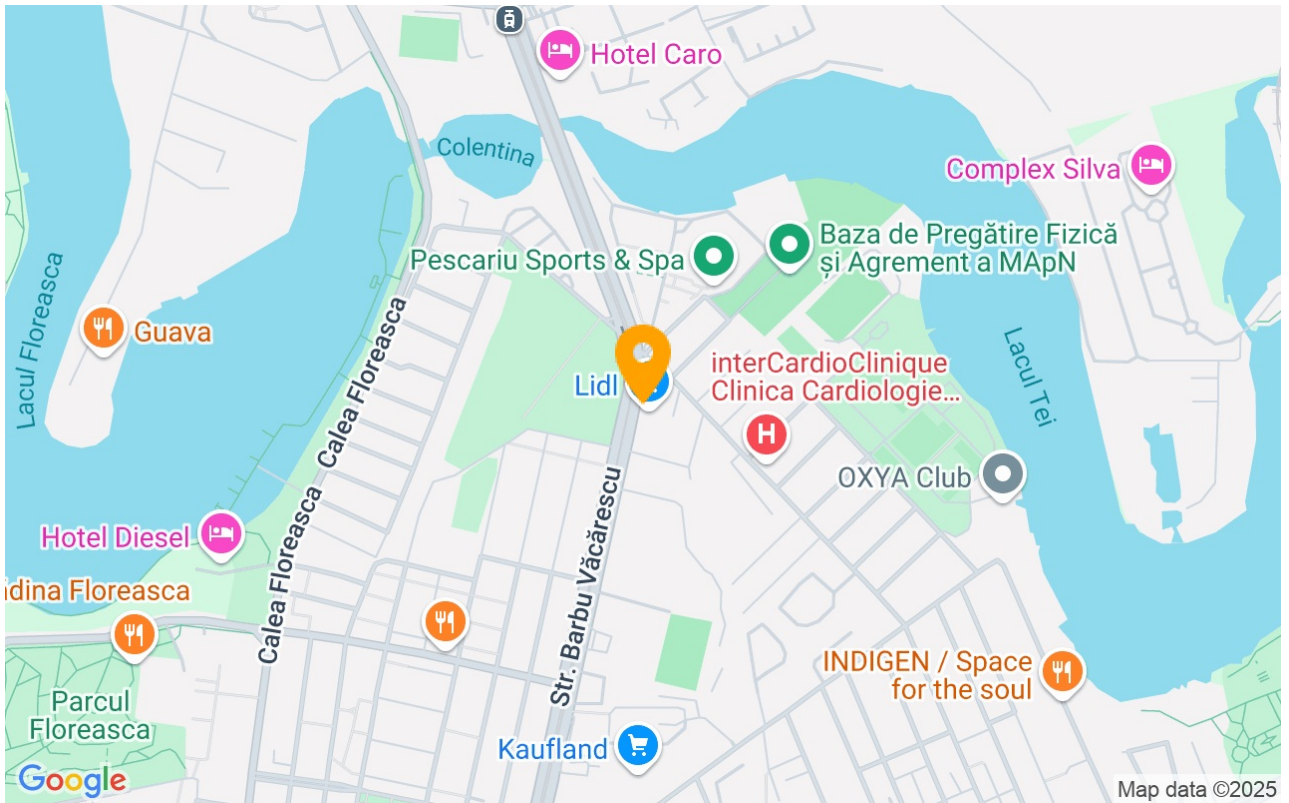 Hotel Caro
Colentina
Complex Silva
Baza de Pregătire Fizică
și Agrement a MApN
Pescariu Sports & Spa
Lacul Floreasca
Guava
Calea Floreasca
Lacul Tei
Lidl
interCardioClinique
Clinica Cardiologie...
H
OXYA Club
Calea Floreasca
Hotel Diesel
Str. Barbu Văcărescu
ădina Floreasca
INDIGEN / Space
for the soul
Parcul
Floreasca
Kaufland
Google
Map data ©2025